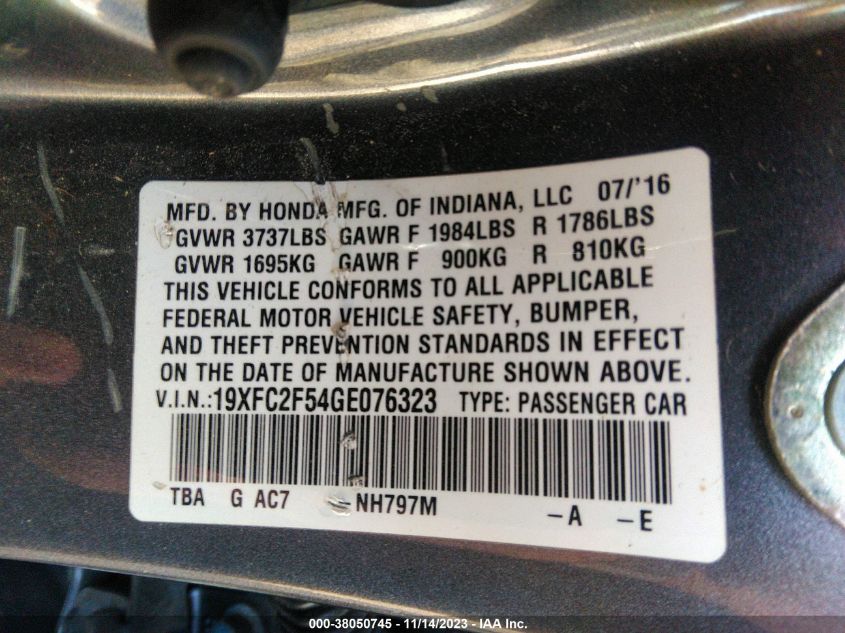 MFD. BY HONDA MFG. OF INDIANA, LLC 07/'16
GVWR 3737LBS GAWR F 1984LBS R 1786LBS
GVWR 1695KG GAWR F 900KG R 810KG
THIS VEHICLE CONFORMS TO ALL APPLICABLE
FEDERAL MOTOR VEHICLE SAFETY, BUMPER,
AND THEFT PREVENTION STANDARDS IN EFFECT
ON THE DATE OF MANUFACTURE SHOWN ABOVE.
V.I.N.:19XFC2F54GE076323 TYPE: PASSENGER CAR
TBA G AC7 NH797M -A -E
000-38050745 - 11/14/2023 - IAA Inc.